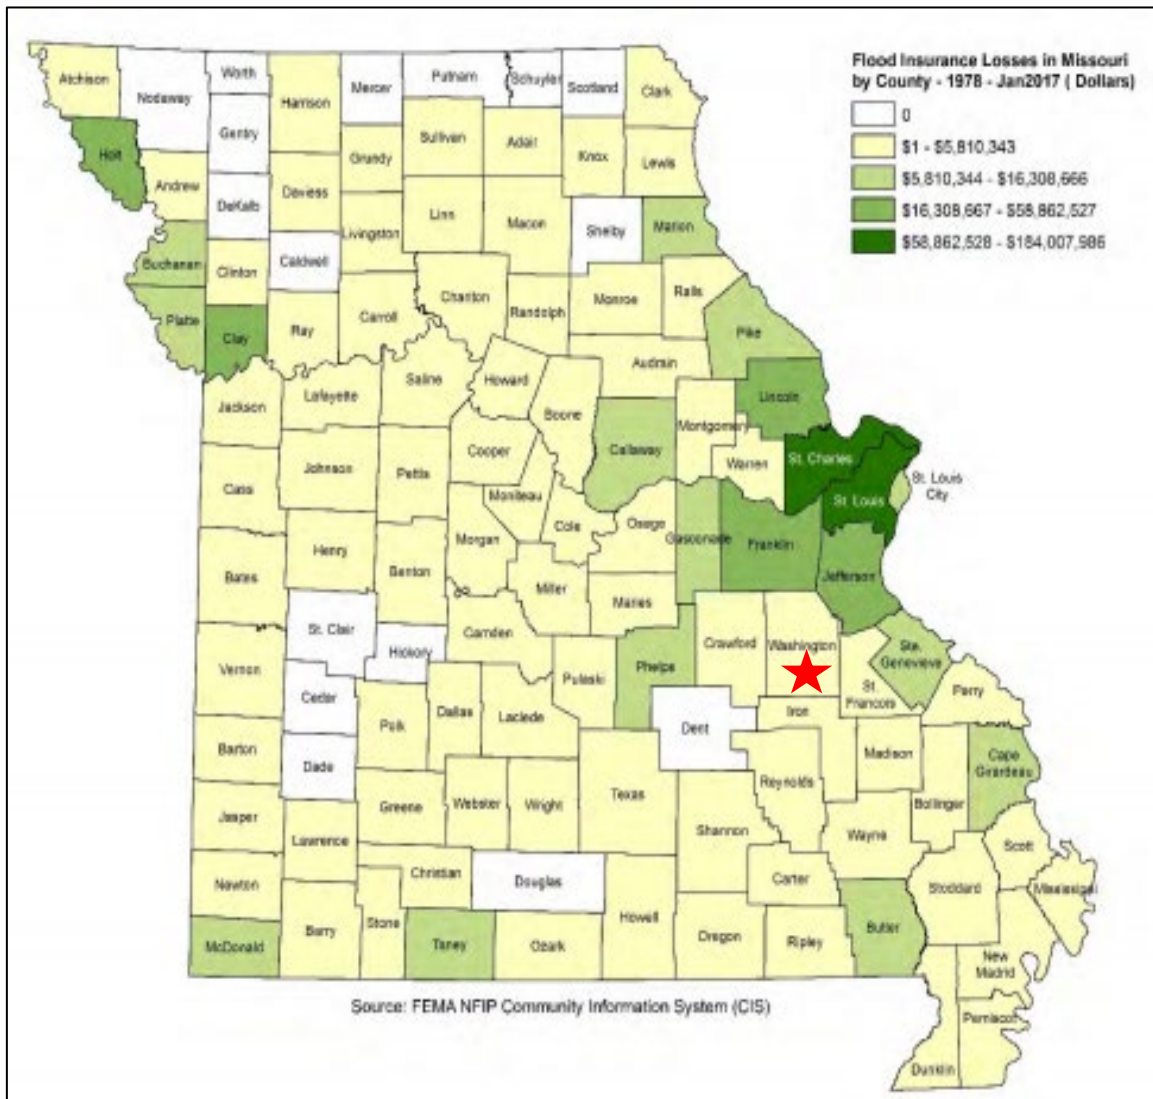 Flood Insurance Losses in Missouri
by County - 1978 - Jan2017 ( Dollars)
0
$1 - $5,810,343
$5,810,344 - $16,308,666
$16,308,667 - $58,862,527
$58,862,528 - $184,007,986
Atchison
Nodaway
Worth
Harrison
Mercer
Putnam
Schuyler
Scotland
Clark
Holt
Gentry
Sullivan
Adair
Knox
Lewis
Andrew
DeKalb
Daviess
Grundy
Linn
Macon
Shelby
Marion
Buchanan
Clinton
Caldwell
Livingston
Chariton
Randolph
Monroe
Ralls
Platte
Clay
Ray
Carroll
Pike
Audrain
Jackson
Lafayette
Saline
Howard
Boone
Callaway
Montgomery
Lincoln
Warren
St. Charles
St. Louis
St. Louis
City
Cass
Johnson
Pettis
Cooper
Moniteau
Cole
Osage
Gasconade
Franklin
Jefferson
Bates
Henry
Benton
Morgan
Miller
Maries
St. Clair
Hickory
Camden
Pulaski
Phelps
Crawford
Washington
Ste.
Genevieve
St.
Francois
Perry
Vernon
Cedar
Polk
Dallas
Laclede
Dent
Iron
Madison
Cape
Girardeau
Barton
Dade
Greene
Webster
Wright
Texas
Reynolds
Bollinger
Jasper
Lawrence
Shannon
Wayne
Scott
Newton
Christian
Douglas
Carter
Stoddard
Mississippi
McDonald
Barry
Stone
Taney
Ozark
Howell
Oregon
Ripley
Butler
New
Madrid
Pemiscot
Dunklin
Source: FEMA NFIP Community Information System (CIS)